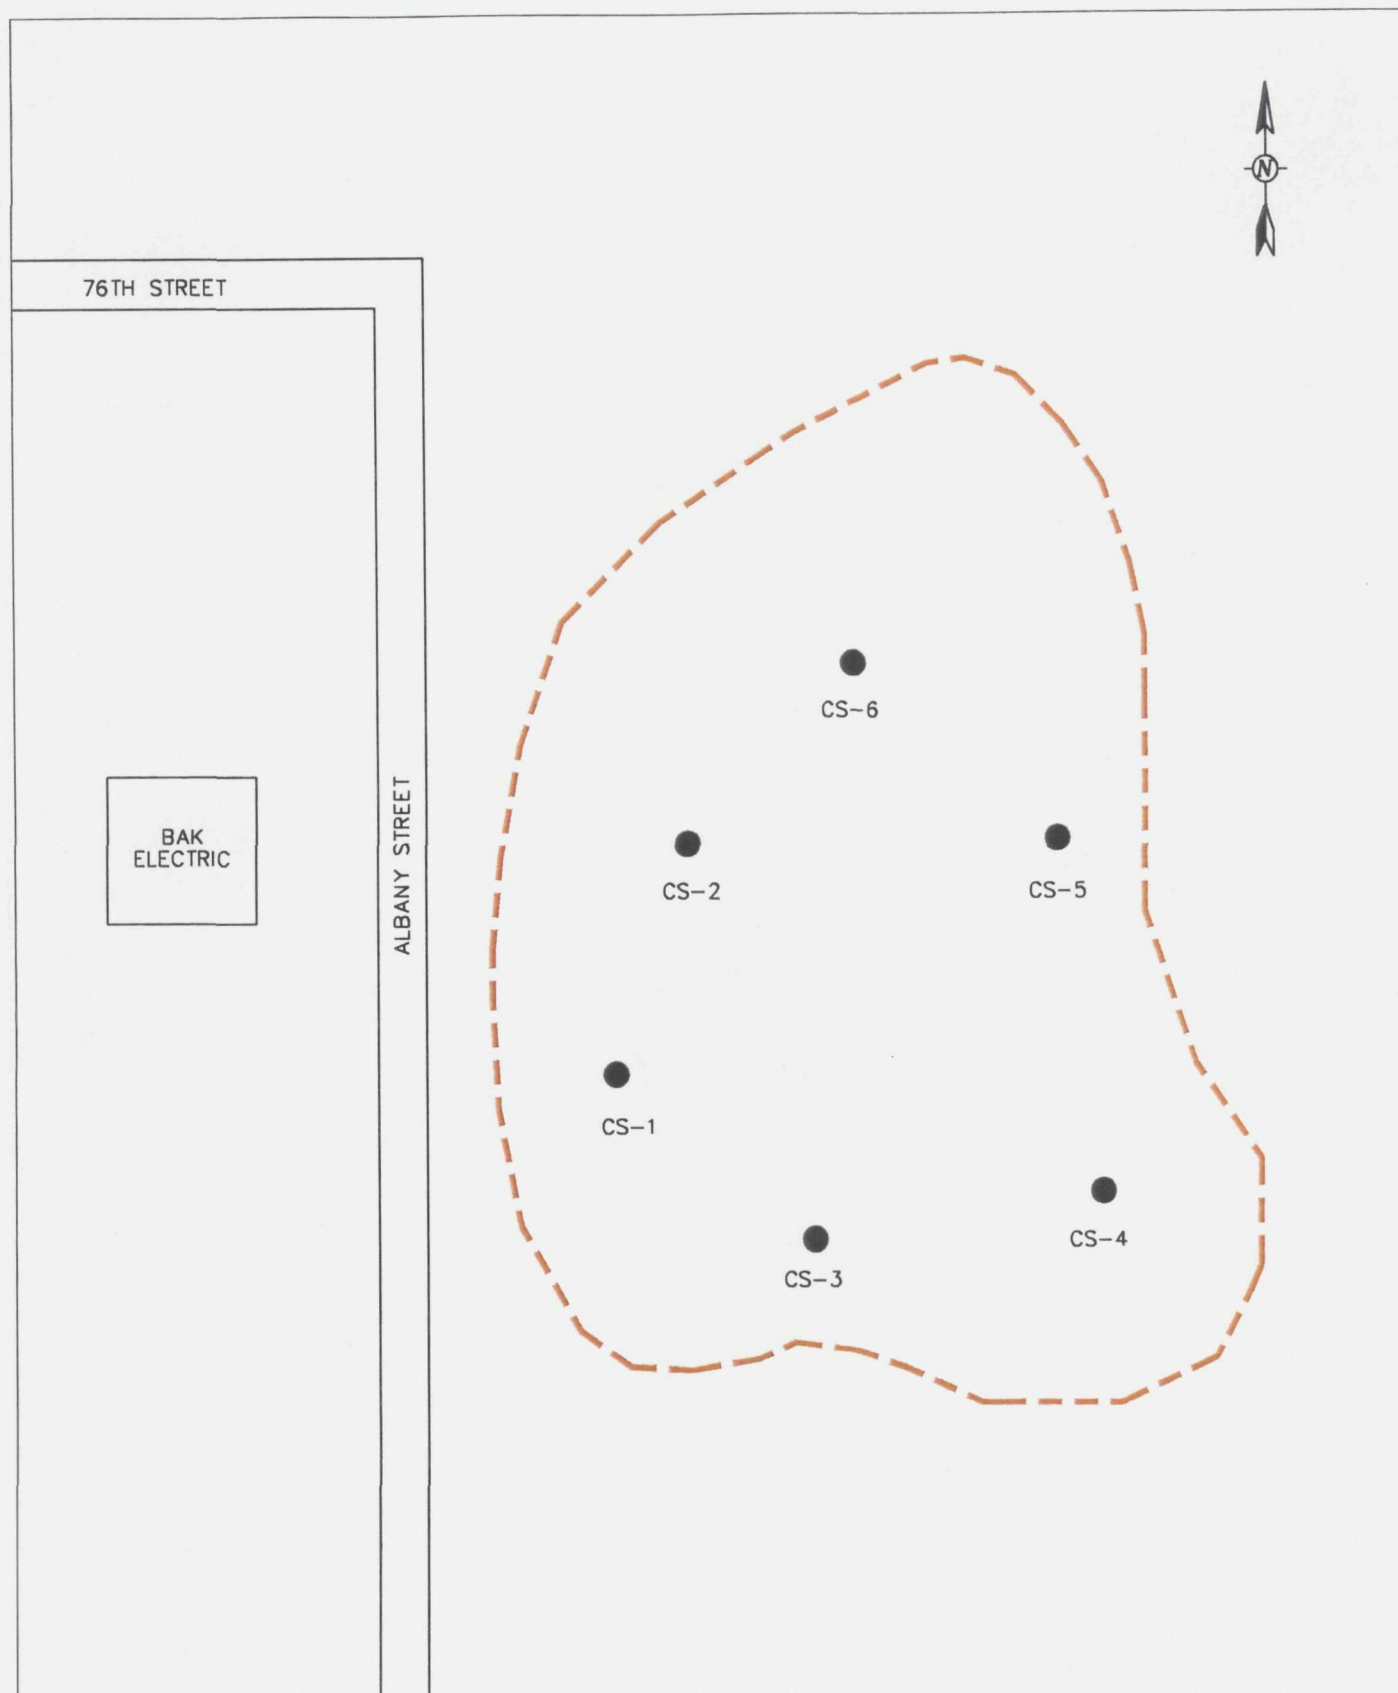 N
76TH STREET
CS-6
BAK
ELECTRIC
ALBANY STREET
CS-2
CS-5
CS-1
CS-4
CS-3